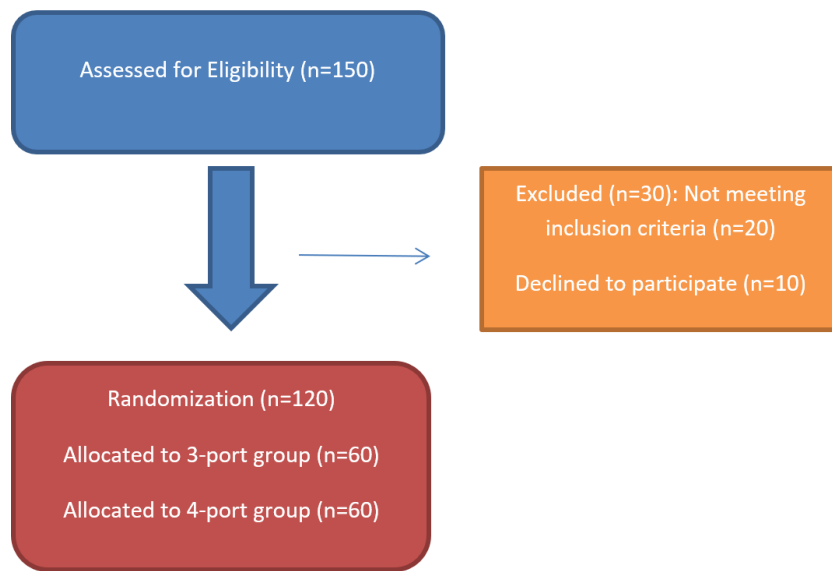 Assessed for Eligibility (n=150)
Excluded (n=30): Not meeting
inclusion criteria (n=20)
Declined to participate (n=10)
Randomization (n=120)
Allocated to 3-port group (n=60)
Allocated to 4-port group (n=60)